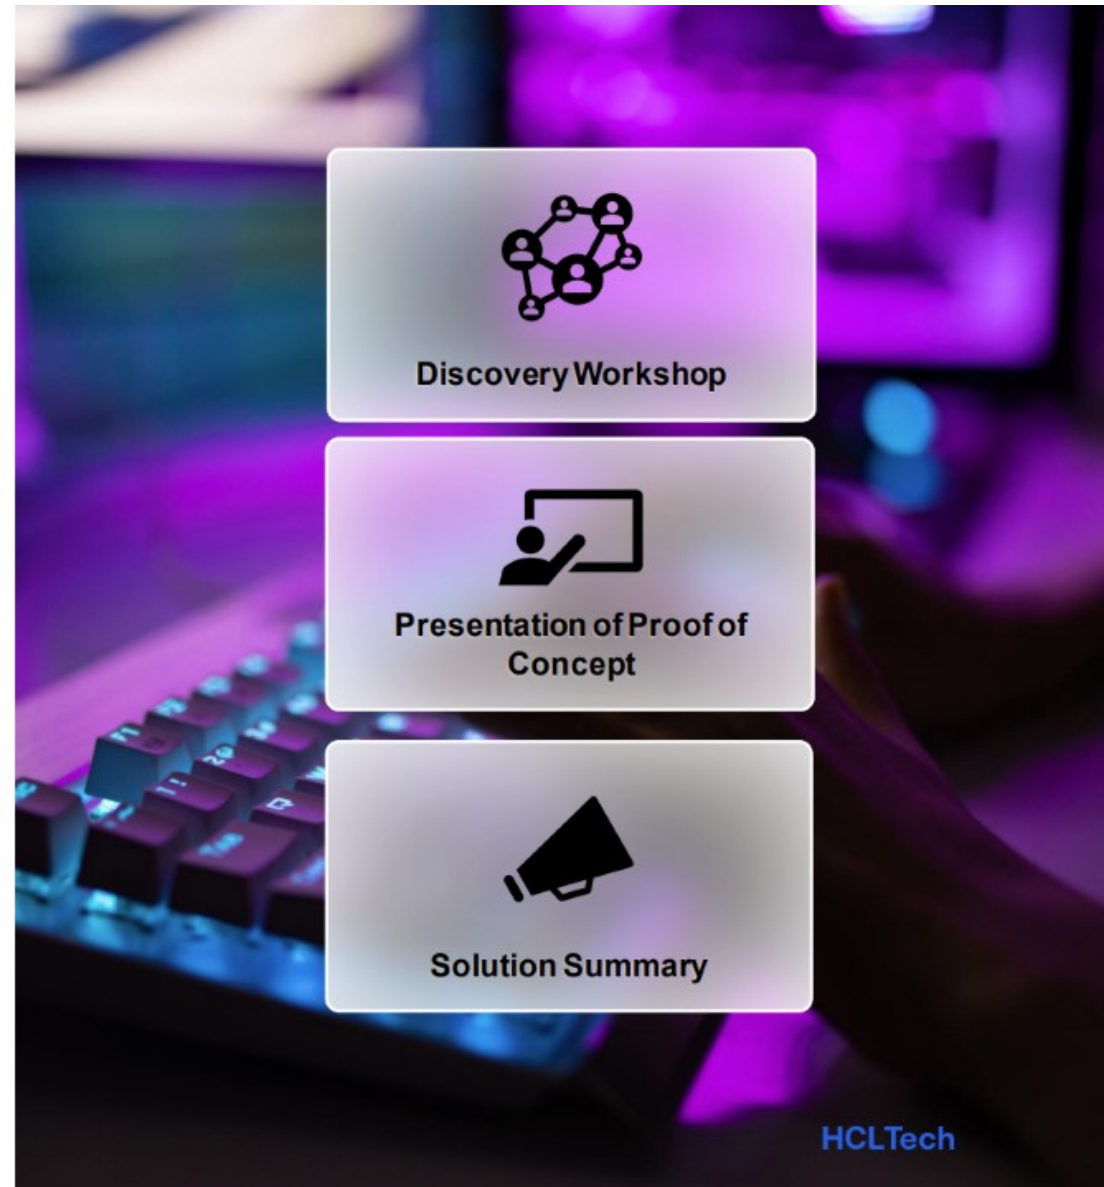 Discovery Workshop
Presentation of Proof of
Concept
Solution Summary
HCLTech